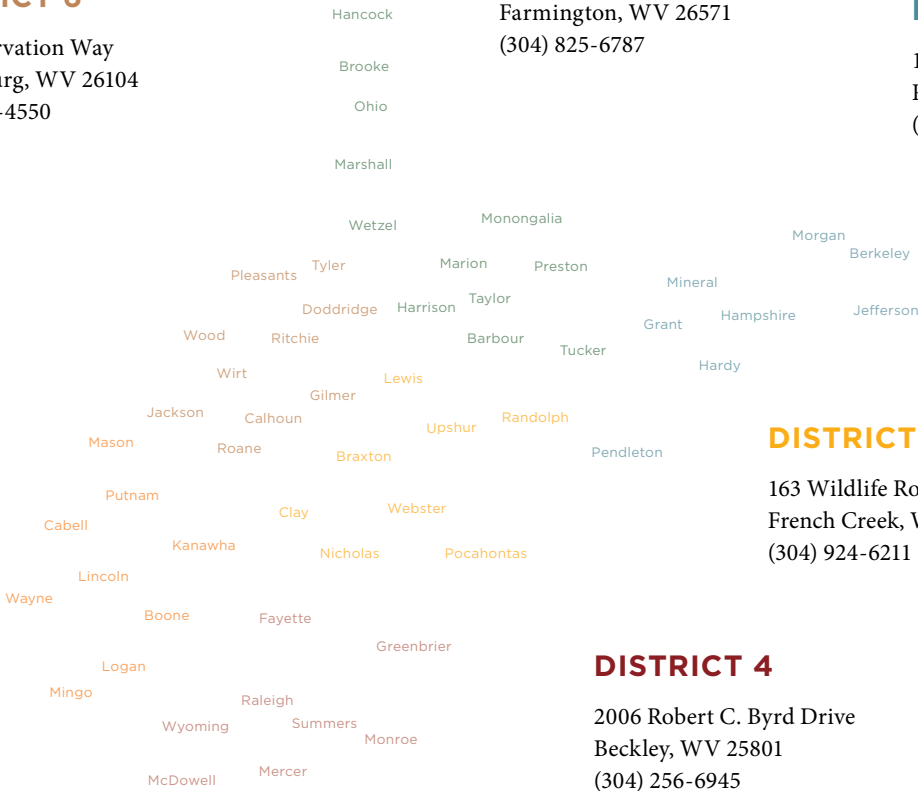 rvation Way
urg, WV 26104
-4550
Farmington, WV 26571
(304) 825-6787
Hancock
Brooke
Ohio
Marshall
Wetzel
Monongalia
Morgan
Berkeley
Pleasants
Tyler
Marion
Preston
Mineral
Doddridge
Harrison
Taylor
Grant
Hampshire
Jefferson
Wood
Ritchie
Barbour
Tucker
Hardy
Wirt
Gilmer
Lewis
Jackson
Calhoun
Upshur
Randolph
Mason
Roane
Braxton
Pendleton
DISTRICT
163 Wildlife Ro
French Creek, W
(304) 924-6211
Putnam
Cabell
Clay
Webster
Kanawha
Nicholas
Pocahontas
Lincoln
Wayne
Boone
Fayette
Greenbrier
Logan
Mingo
Raleigh
Wyoming
Summers
Monroe
McDowell
Mercer
DISTRICT 4
2006 Robert C. Byrd Drive
Beckley, WV 25801
(304) 256-6945